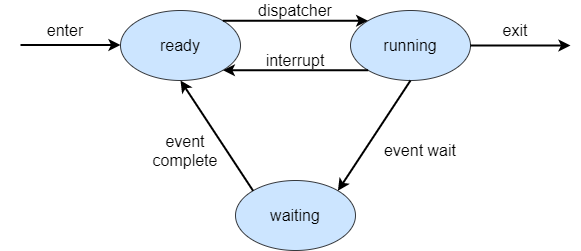 dispatcher
enter
ready
running
exit
interrupt
event
complete
event wait
waiting